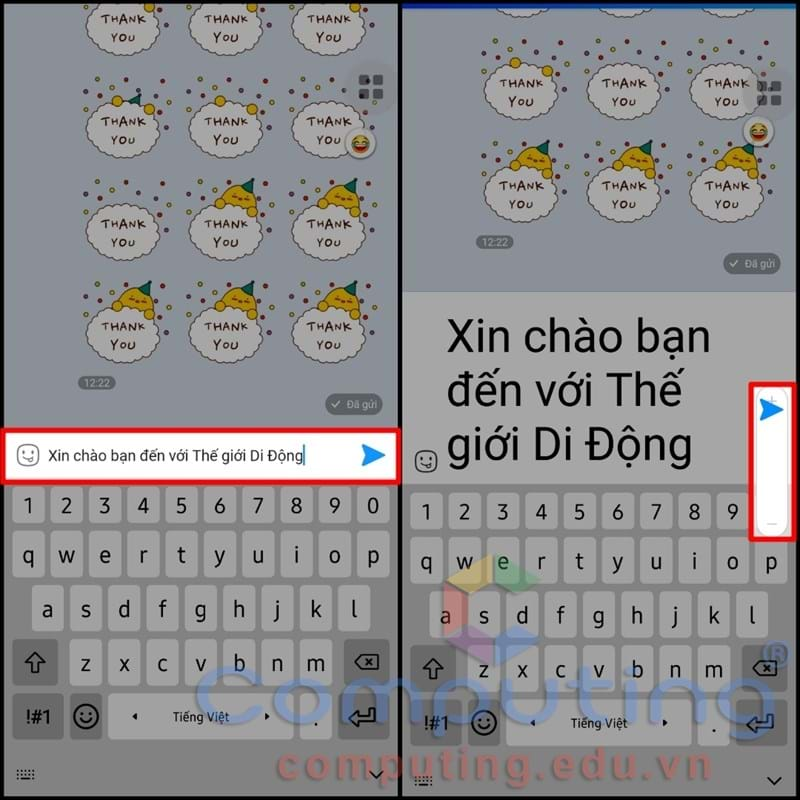 THANK YOU THANK YOU THANK YOU
THANK YOU THANK YOU THANK YOU
THANK YOU THANK YOU THANK YOU
THANK YOU THANK YOU THANK YOU
12:22
Đã gửi
Xin chào bạn đến với Thế giới Di Động
1 2 3 4 5 6 7 8 9 0
q w e r t y u i o p
a s d f g h j k l
z x c v b n m
!#1 Tiếng Việt .
THANK YOU THANK YOU THANK YOU
THANK YOU THANK YOU THANK YOU
12:22
Đã gửi
Xin chào bạn
đến với Thế
giới Di Động
+
−
1 2 3 4 5 6 7 8 9
q w e r t y u i o p
a s d f g h j k l
z x c v b n m
!#1 Tiếng Việt .
Computing ®
computing.edu.vn